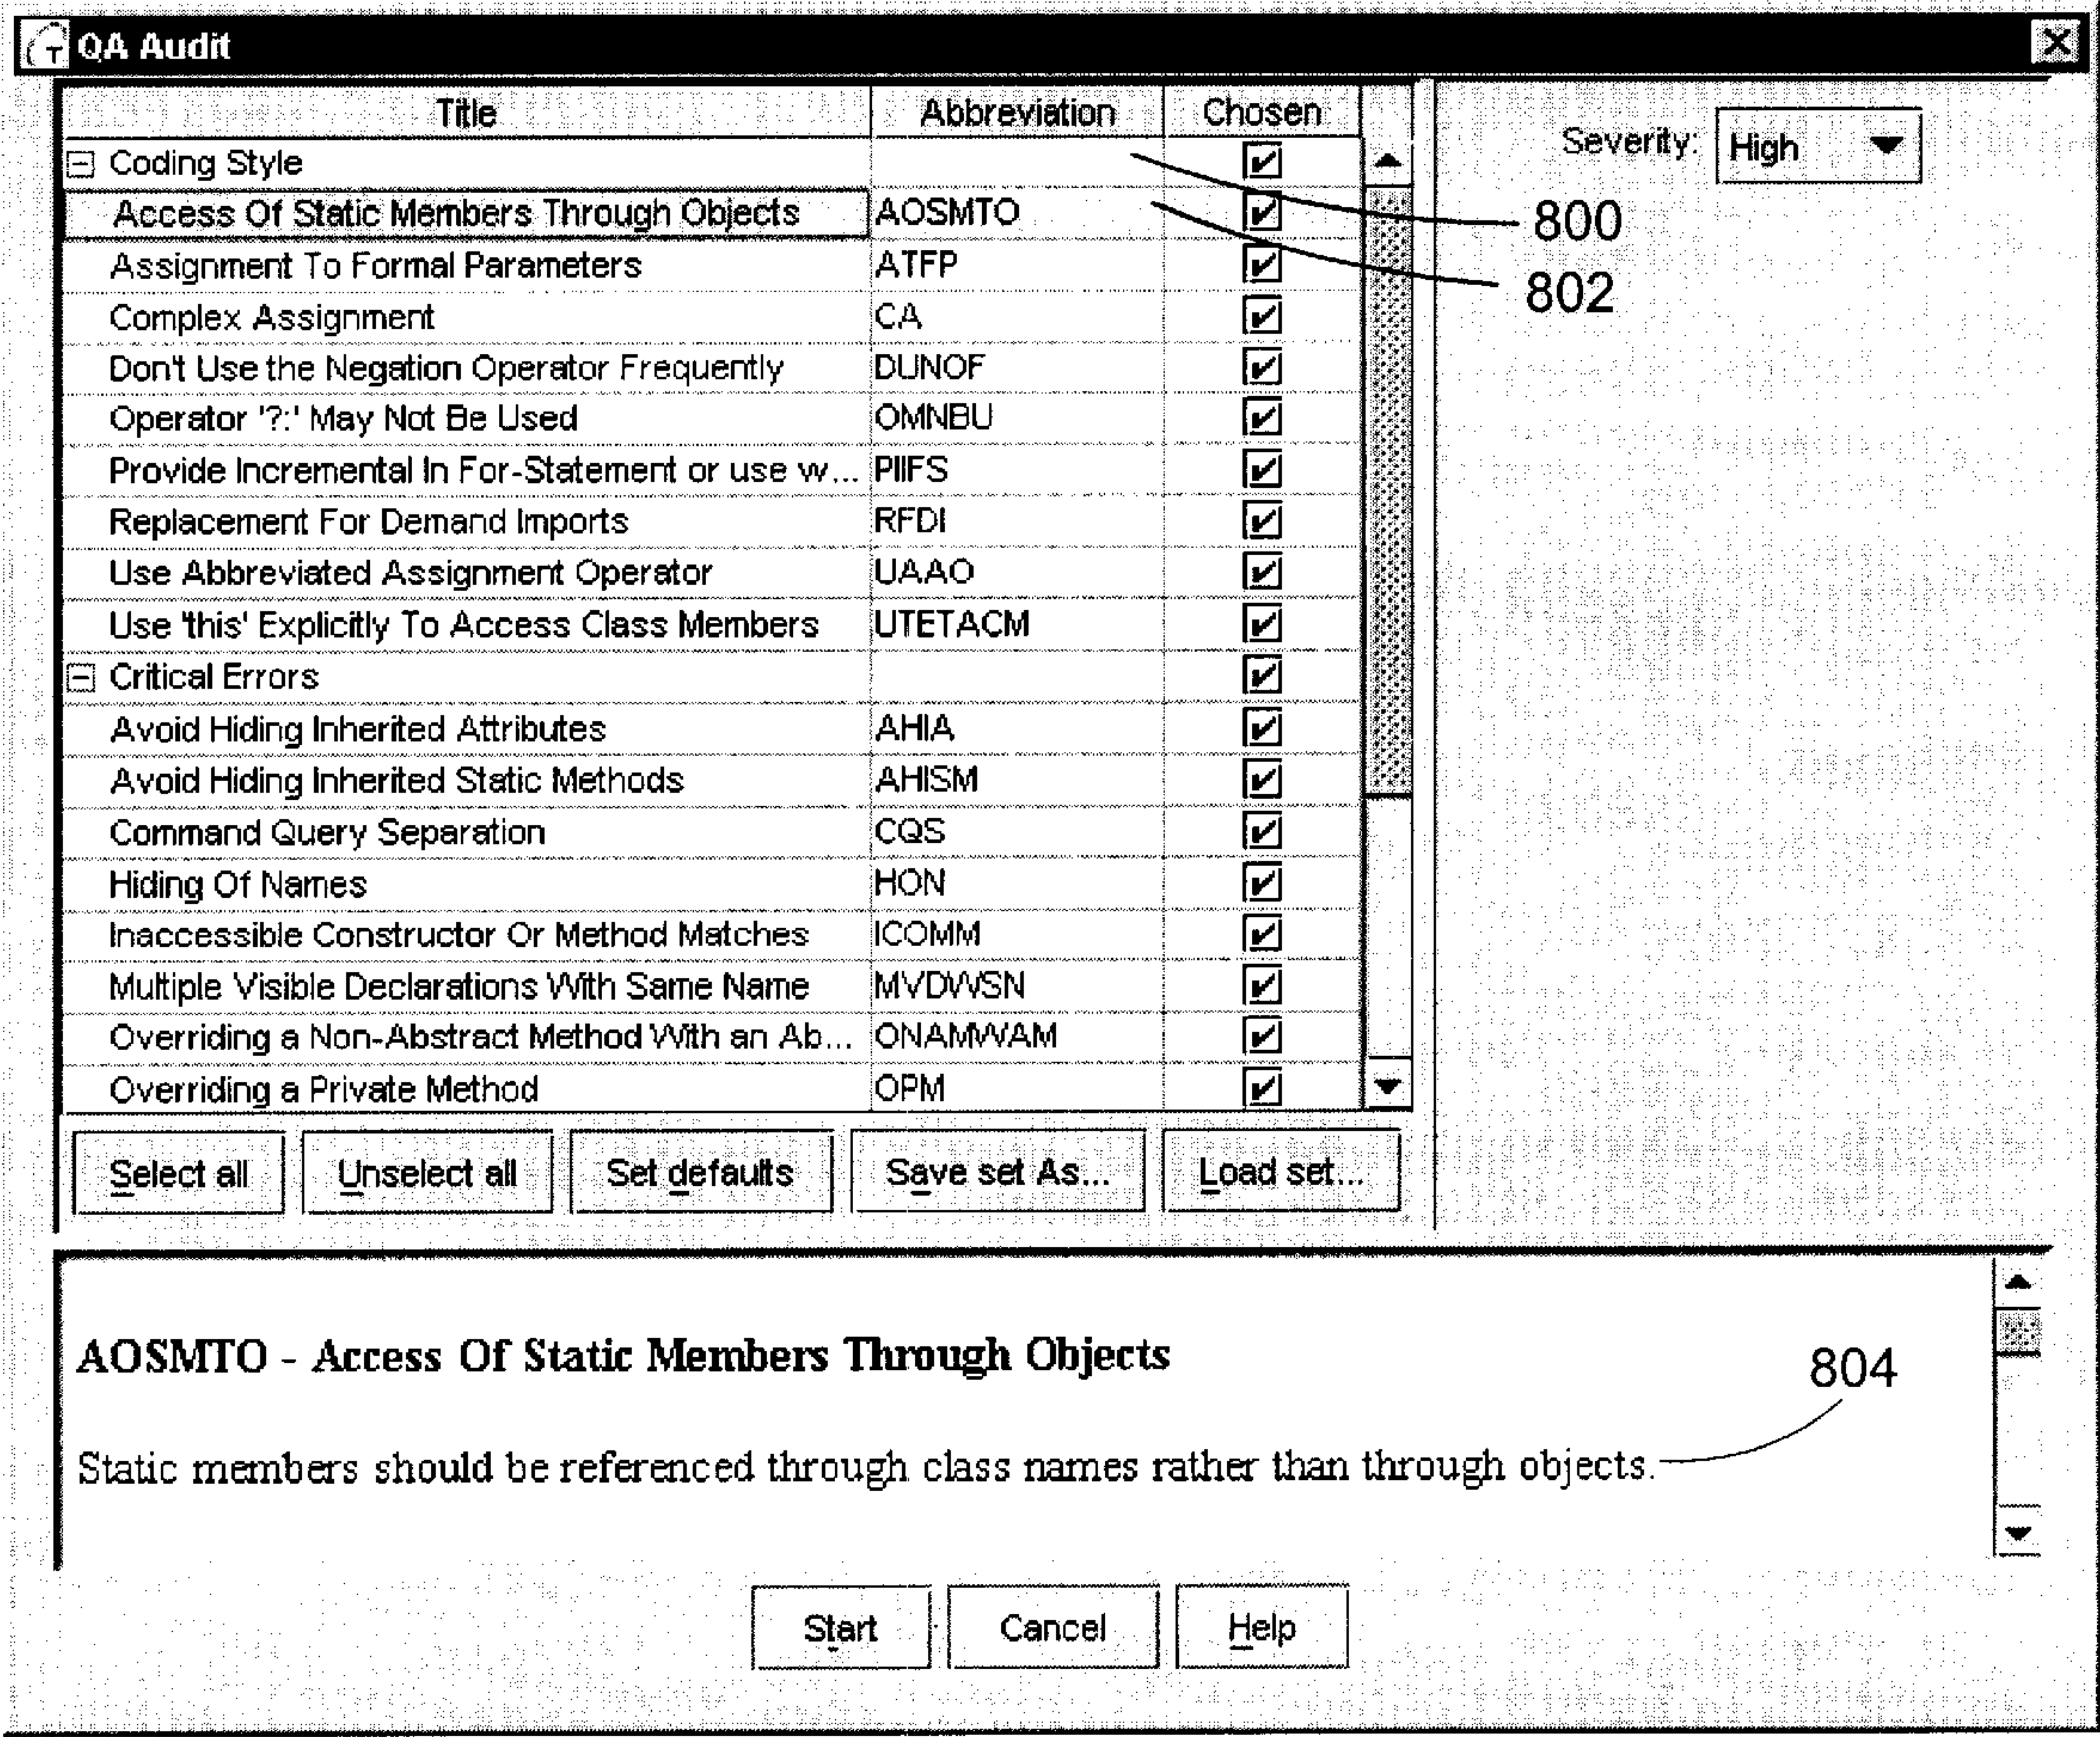 QA Audit
Title Abbreviation Chosen
Severity: High
Coding Style
800
Access Of Static Members Through Objects AOSMTO
802
Assignment To Formal Parameters ATFP
Complex Assignment CA
Don't Use the Negation Operator Frequently DUNOF
Operator '?:' May Not Be Used OMNBU
Provide Incremental In For-Statement or use w... PIIFS
Replacement For Demand Imports RFDI
Use Abbreviated Assignment Operator UAAO
Use 'this' Explicitly To Access Class Members UTETACM
Critical Errors
Avoid Hiding Inherited Attributes AHIA
Avoid Hiding Inherited Static Methods AHISM
Command Query Separation CQS
Hiding Of Names HON
Inaccessible Constructor Or Method Matches ICOMM
Multiple Visible Declarations With Same Name MVDWSN
Overriding a Non-Abstract Method With an Ab... ONAMWAM
Overriding a Private Method OPM
Select all Unselect all Set defaults Save set As... Load set...
AOSMTO - Access Of Static Members Through Objects
804
Static members should be referenced through class names rather than through objects.
Start Cancel Help